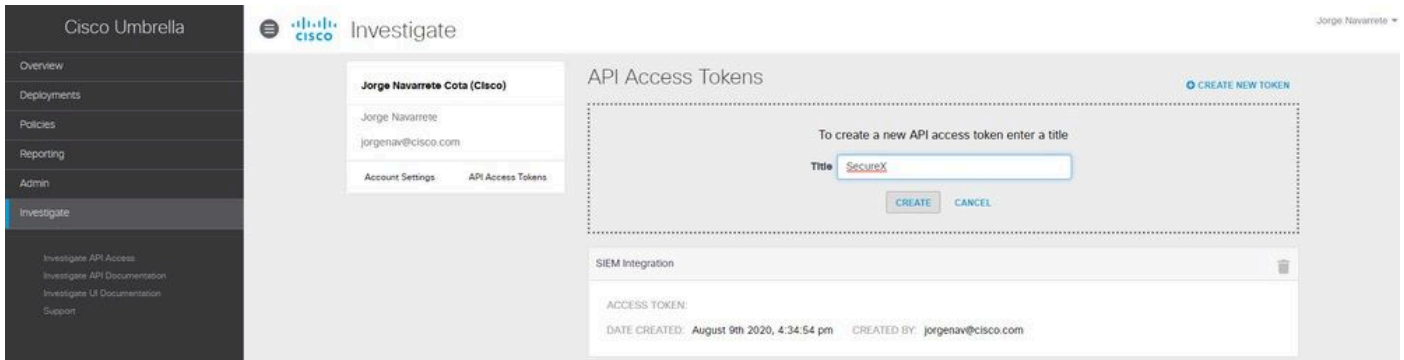 Cisco Umbrella
Overview
Deployments
Policies
Reporting
Admin
Investigate
Investigate API Access
Investigate API Documentation
Investigate UI Documentation
Support
CISCO
Investigate
Jorge Navarrete
Jorge Navarrete Cota (Cisco)
Jorge Navarrete
jorgenav@cisco.com
Account Settings API Access Tokens
API Access Tokens
CREATE NEW TOKEN
To create a new API access token enter a title
Title SecureX
CREATE CANCEL
SIEM Integration
ACCESS TOKEN:
DATE CREATED: August 9th 2020, 4:34:54 pm CREATED BY: jorgenav@cisco.com